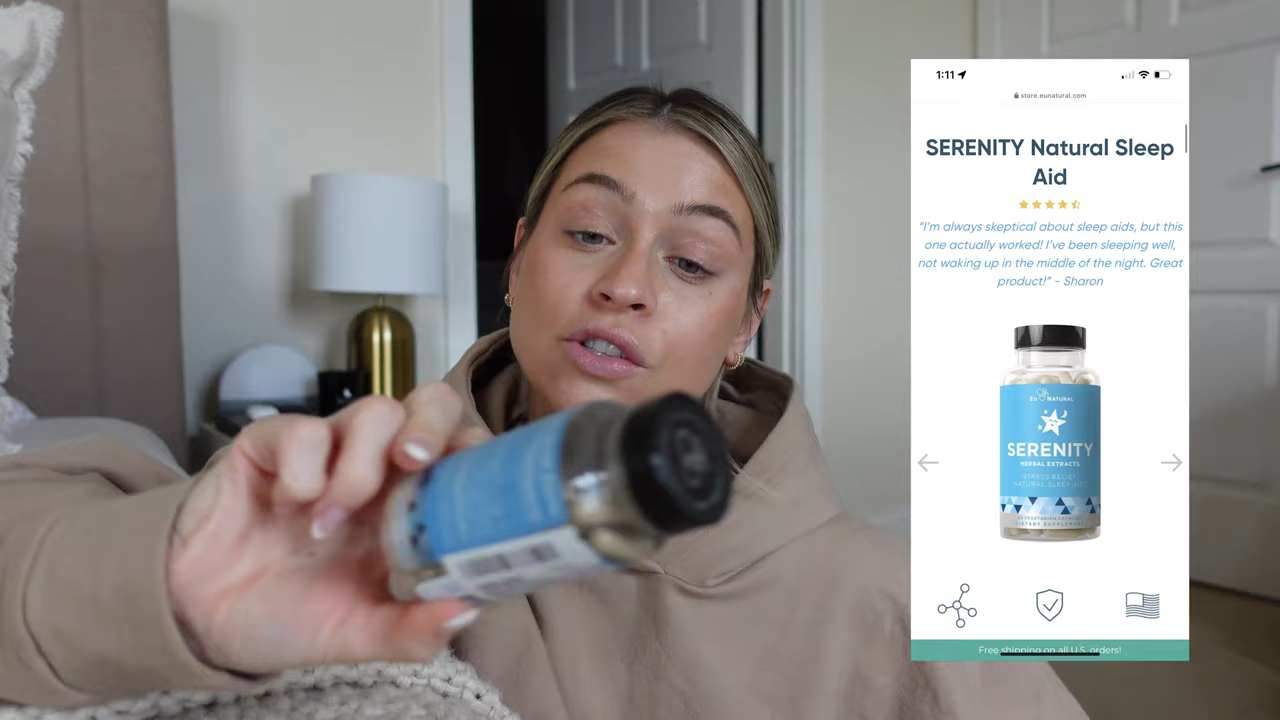 1:11
store.eunatural.com
SERENITY Natural Sleep
Aid
"I'm always skeptical about sleep aids, but this
one actually worked! I've been sleeping well,
not waking up in the middle of the night. Great
product!" - Sharon
EU NATURAL
SERENITY
HERBAL EXTRACTS
STRESS RELIEF
NATURAL SLEEP AID
VEGETARIAN CAPSULES
DIETARY SUPPLEMENT
Free shipping on all U.S. orders!